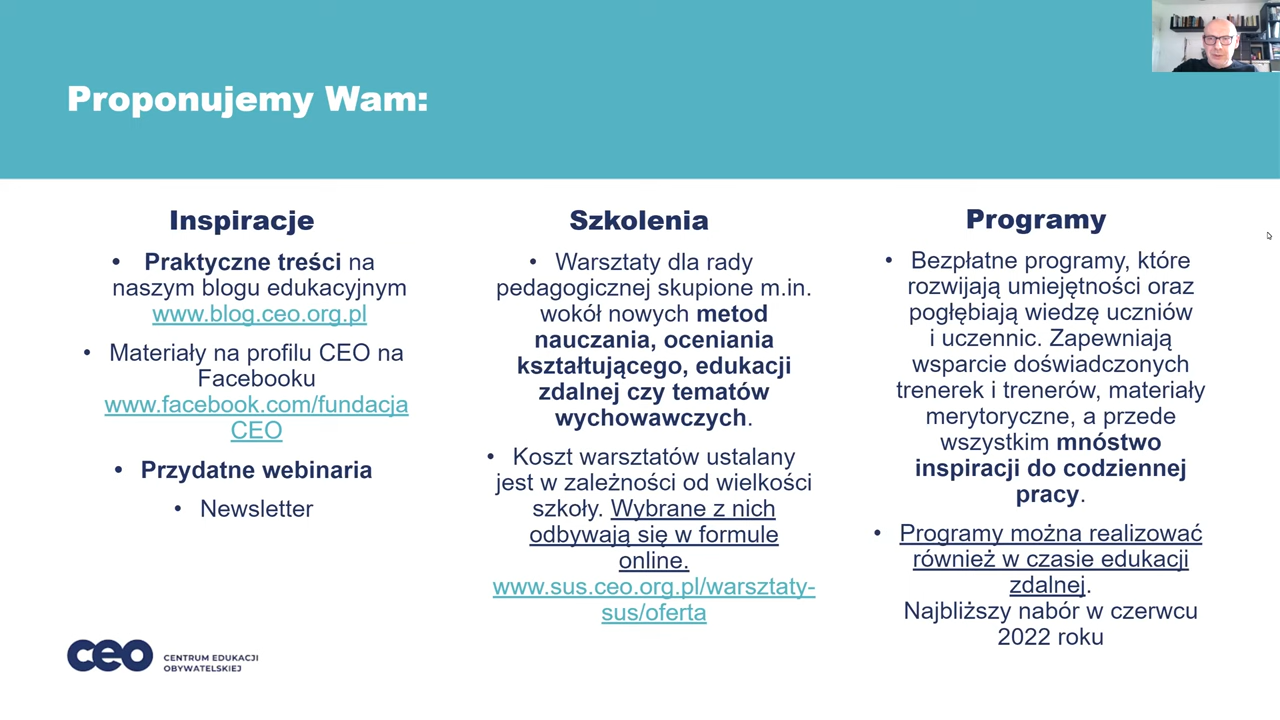 Proponujemy Wam:
Inspiracje
• Praktyczne treści na
naszym blogu edukacyjnym
www.blog.ceo.org.pl
• Materiały na profilu CEO na
Facebooku
www.facebook.com/fundacja
CEO
• Przydatne webinaria
• Newsletter
Szkolenia
• Warsztaty dla rady
pedagogicznej skupione m.in.
wokół nowych metod
nauczania, oceniania
kształtującego, edukacji
zdalnej czy tematów
wychowawczych.
• Koszt warsztatów ustalany
jest w zależności od wielkości
szkoły. Wybrane z nich
odbywają się w formule
online.
www.sus.ceo.org.pl/warsztaty-
sus/oferta
Programy
• Bezpłatne programy, które
rozwijają umiejętności oraz
pogłębiają wiedzę uczniów
i uczennic. Zapewniają
wsparcie doświadczonych
trenerek i trenerów, materiały
merytoryczne, a przede
wszystkim mnóstwo
inspiracji do codziennej
pracy.
• Programy można realizować
również w czasie edukacji
zdalnej.
Najbliższy nabór w czerwcu
2022 roku
ceo
CENTRUM EDUKACJI
OBYWATELSKIEJ